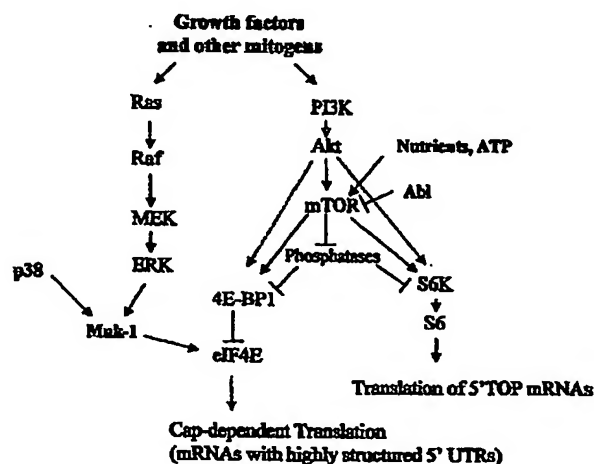 Growth factors
and other mitogens
Ras
PI3K
Raf
Akt
Nutrients, ATP
mTOR
Abl
MEK
Phosphatases
p38
ERK
4E-BP1
S6K
Mnk-1
eIF4E
S6
Translation of 5'TOP mRNAs
Cap-dependent Translation
(mRNAs with highly structured 5' UTRs)